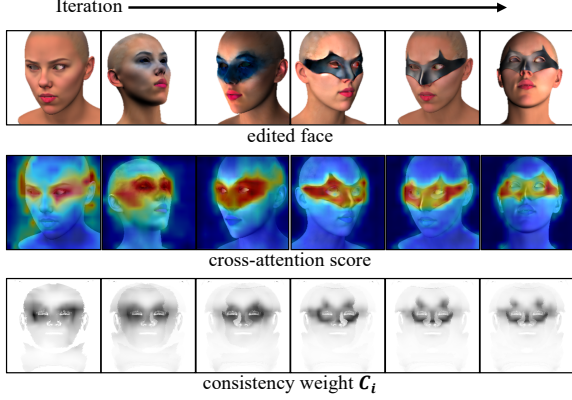 Iteration
edited face
cross-attention score
consistency weight C_i